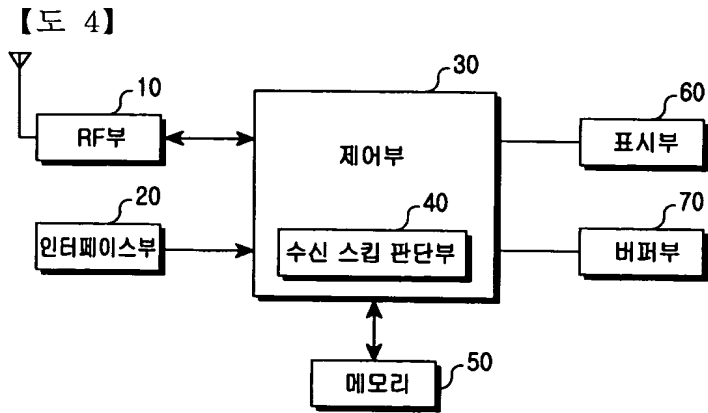 【도 4】
10
RF부
20
인터페이스부
30
제어부
40
수신 스킵 판단부
50
메모리
60
표시부
70
버퍼부